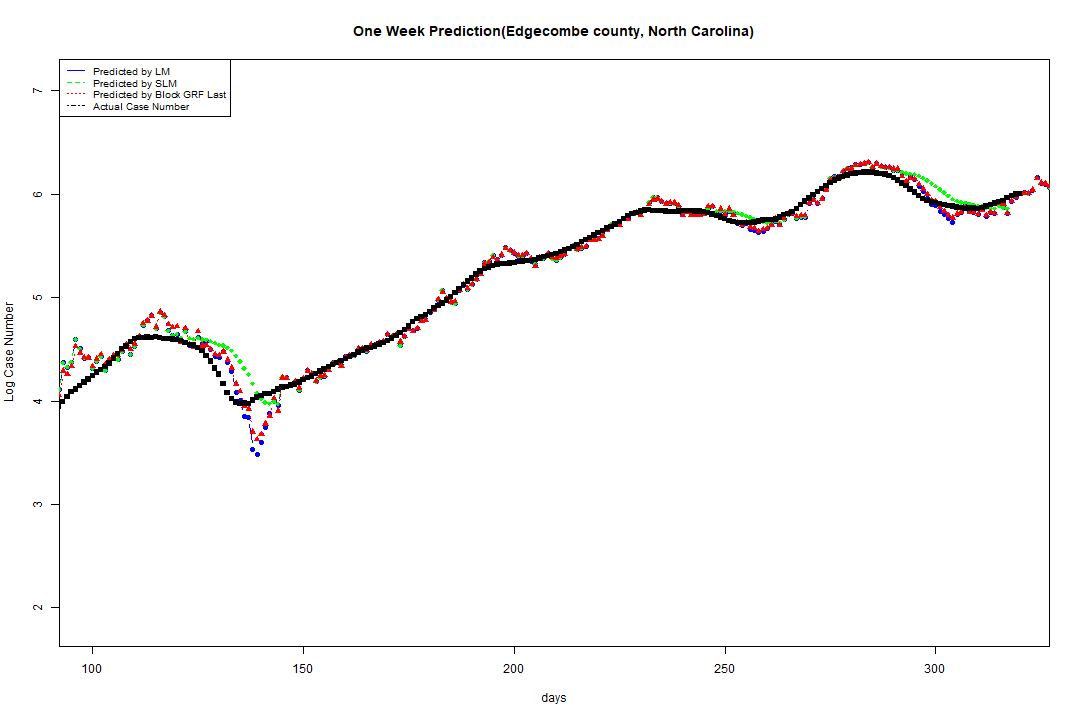 One Week Prediction(Edgecombe county, North Carolina)
Predicted by LM
Predicted by SLM
Predicted by Block GRF Last
Actual Case Number
7
6
5
4
3
2
Log Case Number
100 150 200 250 300
days